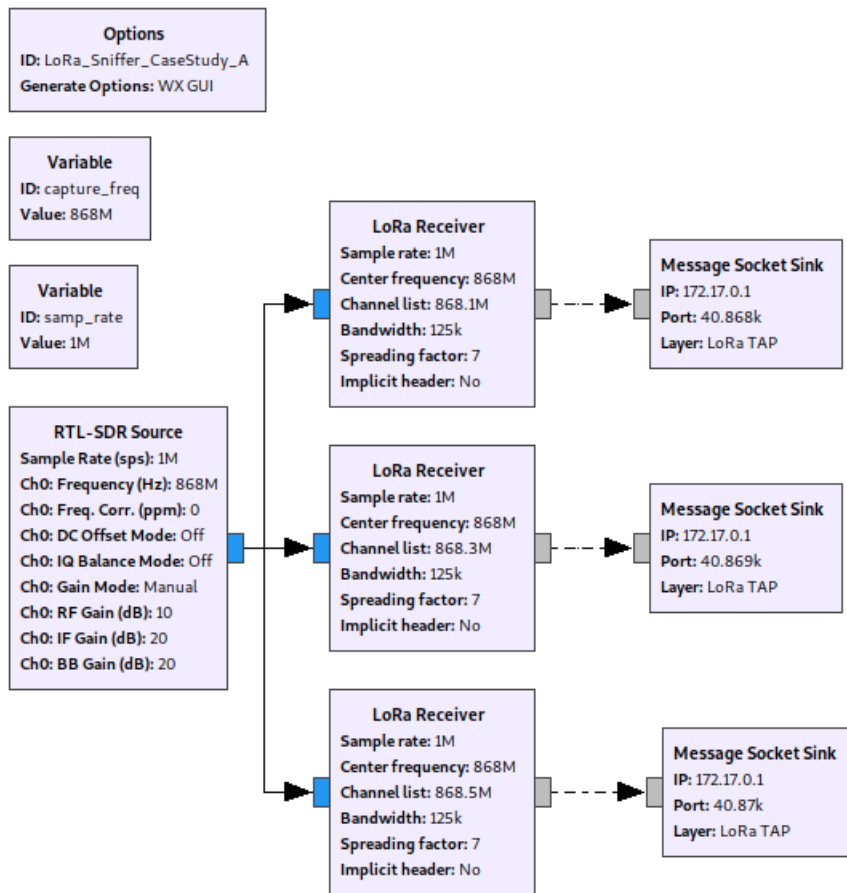 Options
ID: LoRa_Sniffer_CaseStudy_A
Generate Options: WX GUI
Variable
ID: capture_freq
Value: 868M
Variable
ID: samp_rate
Value: 1M
RTL-SDR Source
Sample Rate (sps): 1M
Ch0: Frequency (Hz): 868M
Ch0: Freq. Corr. (ppm): 0
Ch0: DC Offset Mode: Off
Ch0: IQ Balance Mode: Off
Ch0: Gain Mode: Manual
Ch0: RF Gain (dB): 10
Ch0: IF Gain (dB): 20
Ch0: BB Gain (dB): 20
LoRa Receiver
Sample rate: 1M
Center frequency: 868M
Channel list: 868.1M
Bandwidth: 125k
Spreading factor: 7
Implicit header: No
Message Socket Sink
IP: 172.17.0.1
Port: 40.868k
Layer: LoRa TAP
LoRa Receiver
Sample rate: 1M
Center frequency: 868M
Channel list: 868.3M
Bandwidth: 125k
Spreading factor: 7
Implicit header: No
Message Socket Sink
IP: 172.17.0.1
Port: 40.869k
Layer: LoRa TAP
LoRa Receiver
Sample rate: 1M
Center frequency: 868M
Channel list: 868.5M
Bandwidth: 125k
Spreading factor: 7
Implicit header: No
Message Socket Sink
IP: 172.17.0.1
Port: 40.87k
Layer: LoRa TAP